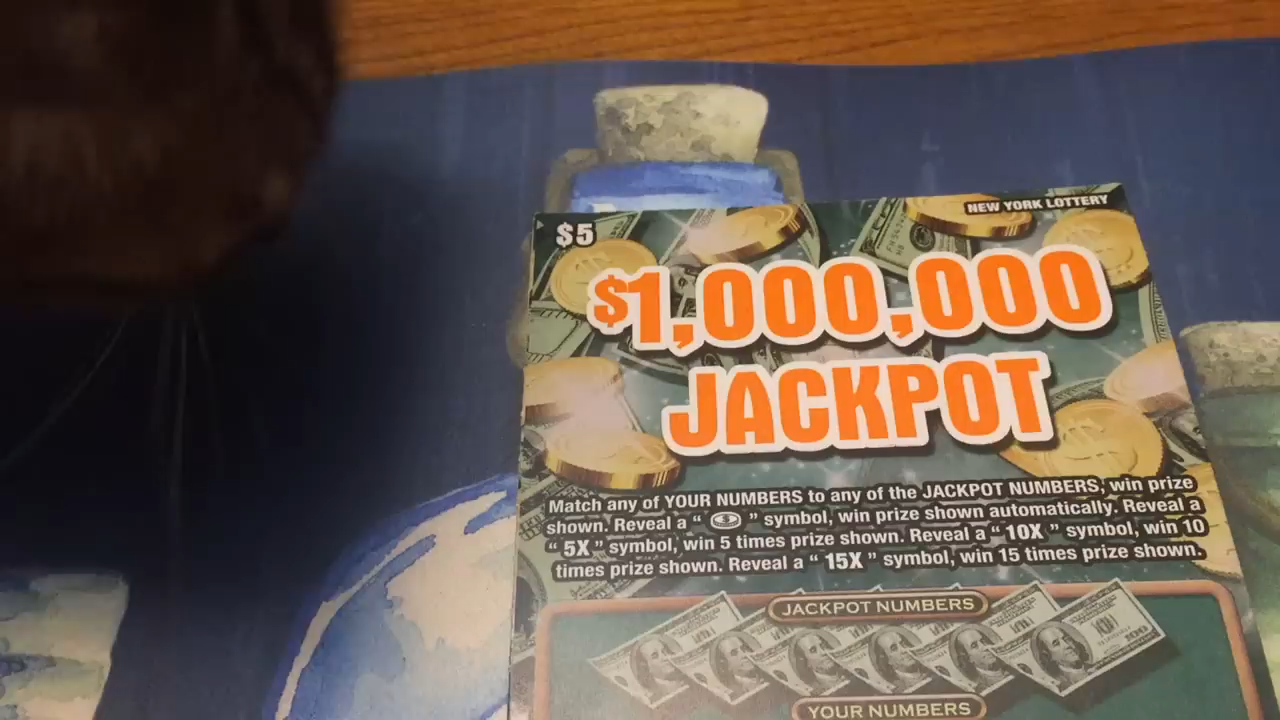 NEW YORK LOTTERY
$5
$1,000,000
JACKPOT
Match any of YOUR NUMBERS to any of the JACKPOT NUMBERS, win prize
shown. Reveal a " " symbol, win prize shown automatically. Reveal a
" 5X " symbol, win 5 times prize shown. Reveal a " 10X " symbol, win 10
times prize shown. Reveal a " 15X " symbol, win 15 times prize shown.
JACKPOT NUMBERS
100
YOUR NUMBERS